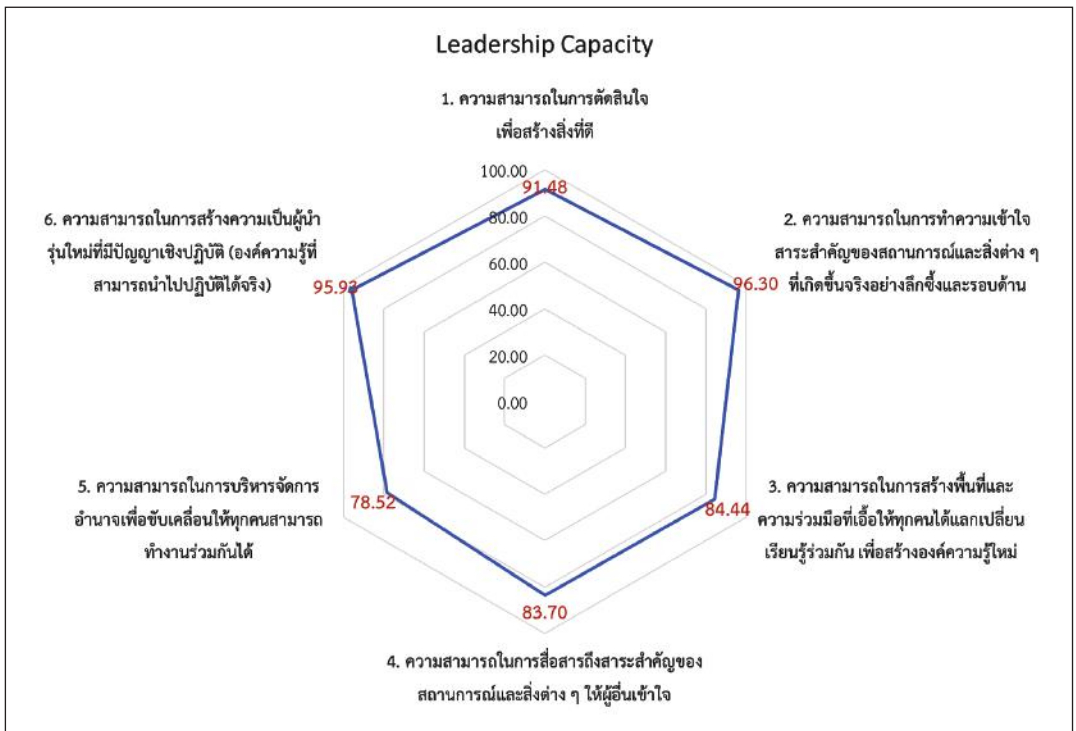 Leadership Capacity
1. ความสามารถในการตัดสินใจ
เพื่อสร้างสิ่งที่ดี
100.00
91.48
80.00
60.00
40.00
20.00
0.00
6. ความสามารถในการสร้างความเป็นผู้นำ
รุ่นใหม่ที่มีปัญญาเชิงปฏิบัติ (องค์ความรู้ที่
สามารถนำไปปฏิบัติได้จริง)
95.93
2. ความสามารถในการทำความเข้าใจ
สาระสำคัญของสถานการณ์และสิ่งต่าง ๆ
ที่เกิดขึ้นจริงอย่างลึกซึ้งและรอบด้าน
96.30
5. ความสามารถในการบริหารจัดการ
อำนาจเพื่อขับเคลื่อนให้ทุกคนสามารถ
ทำงานร่วมกันได้
78.52
3. ความสามารถในการสร้างพื้นที่และ
ความร่วมมือที่เอื้อให้ทุกคนได้แลกเปลี่ยน
เรียนรู้ร่วมกัน เพื่อสร้างองค์ความรู้ใหม่
84.44
83.70
4. ความสามารถในการสื่อสารถึงสาระสำคัญของ
สถานการณ์และสิ่งต่าง ๆ ให้ผู้อื่นเข้าใจ